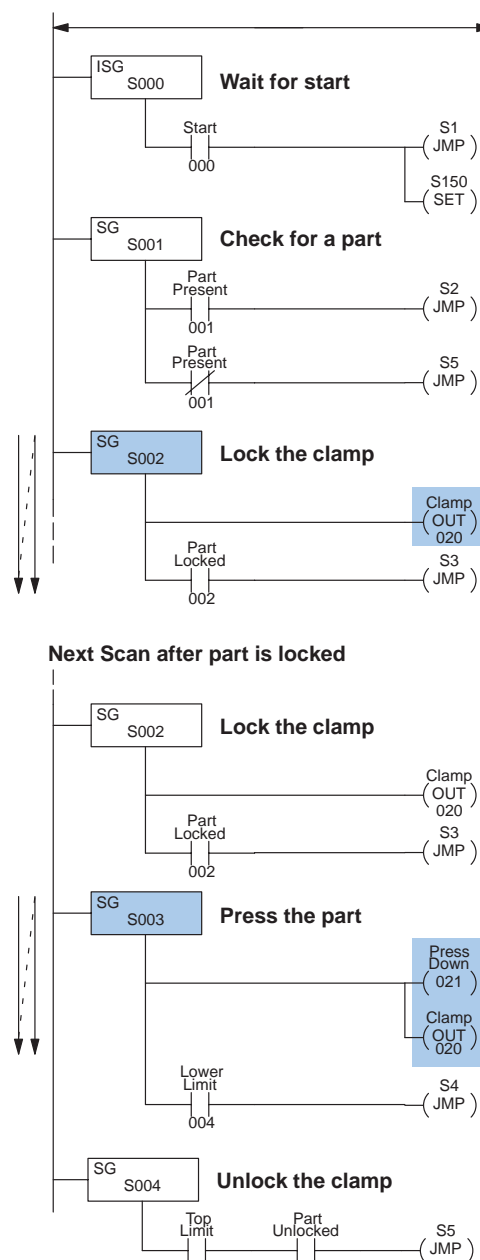 ISG
S000
Wait for start
Start
000
S1
JMP
S150
SET
SG
S001
Check for a part
Part
Present
001
S2
JMP
Part
Present
001
S5
JMP
SG
S002
Lock the clamp
Clamp
OUT
020
Part
Locked
002
S3
JMP
Next Scan after part is locked
SG
S002
Lock the clamp
Clamp
OUT
020
Part
Locked
002
S3
JMP
SG
S003
Press the part
Press
Down
021
Clamp
OUT
020
Lower
Limit
004
S4
JMP
SG
S004
Unlock the clamp
Top
Limit
Part
Unlocked
S5
JMP